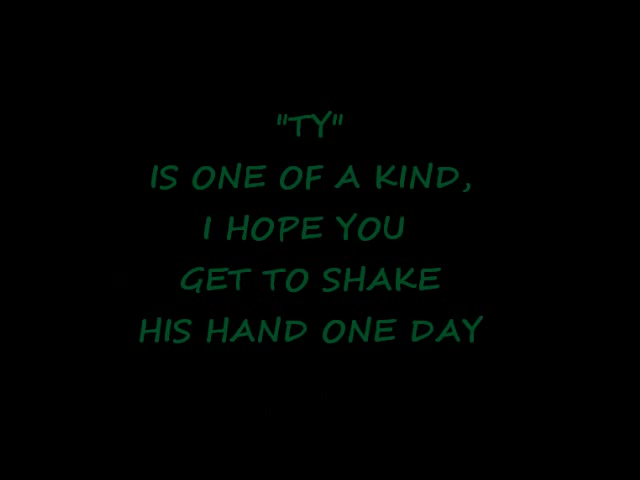 "TY"
IS ONE OF A KIND,
I HOPE YOU
GET TO SHAKE
HIS HAND ONE DAY